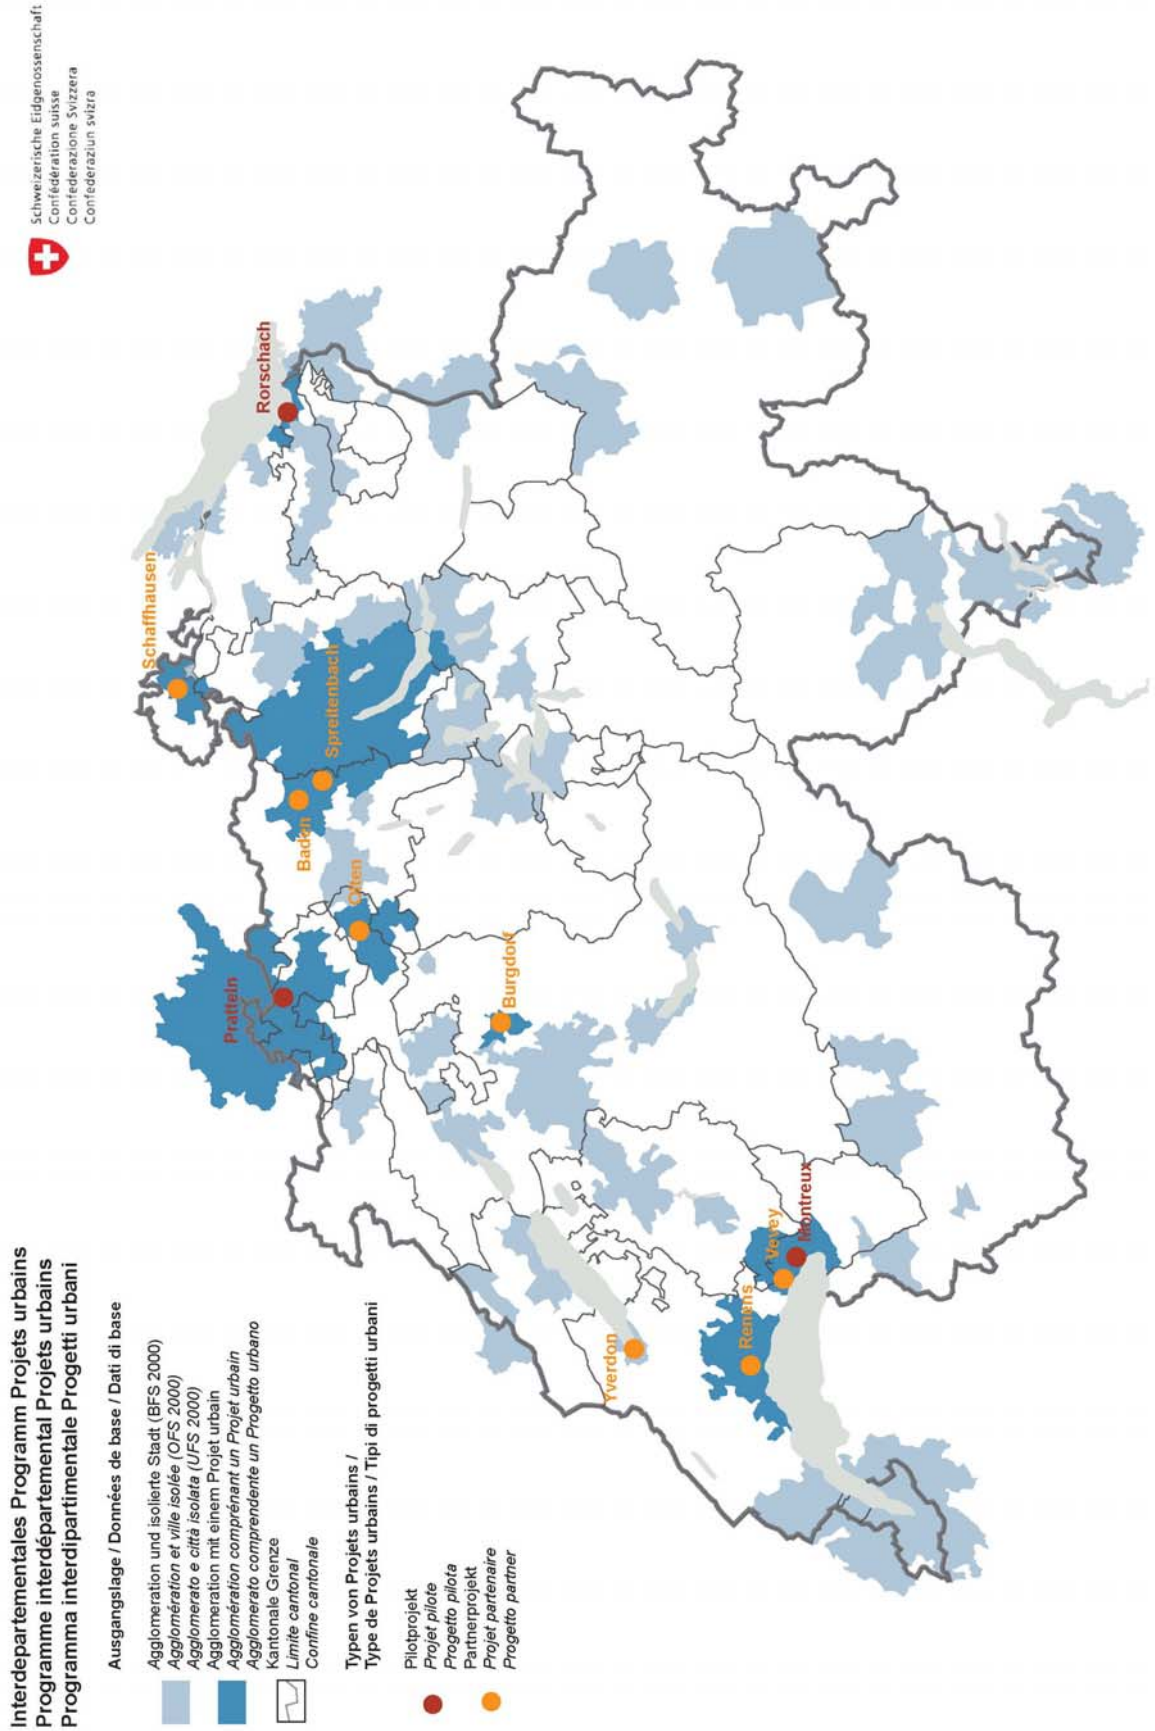 Interdepartementales Programm Projets urbains
Programme interdépartemental Projets urbains
Programma interdipartimentale Progetti urbani
Schweizerische Eidgenossenschaft
Confédération suisse
Confederazione Svizzera
Confederaziun svizra
Ausgangslage / Données de base / Dati di base
Agglomeration und isolierte Stadt (BFS 2000)
Agglomération et ville isolée (OFS 2000)
Agglomerato e città isolata (UFS 2000)
Agglomeration mit einem Projet urbain
Agglomération comprénant un Projet urbain
Agglomerato comprendente un Progetto urbano
Kantonale Grenze
Limite cantonal
Confine cantonale
Typen von Projets urbains /
Type de Projets urbains / Tipi di progetti urbani
Pilotprojekt
Projet pilote
Progetto pilota
Partnerprojekt
Projet partenaire
Progetto partner
Schaffhausen
Rorschach
Pratteln
Baden
Spreitenbach
Olten
Burgdorf
Yverdon
Renens
Vevey
Montreux